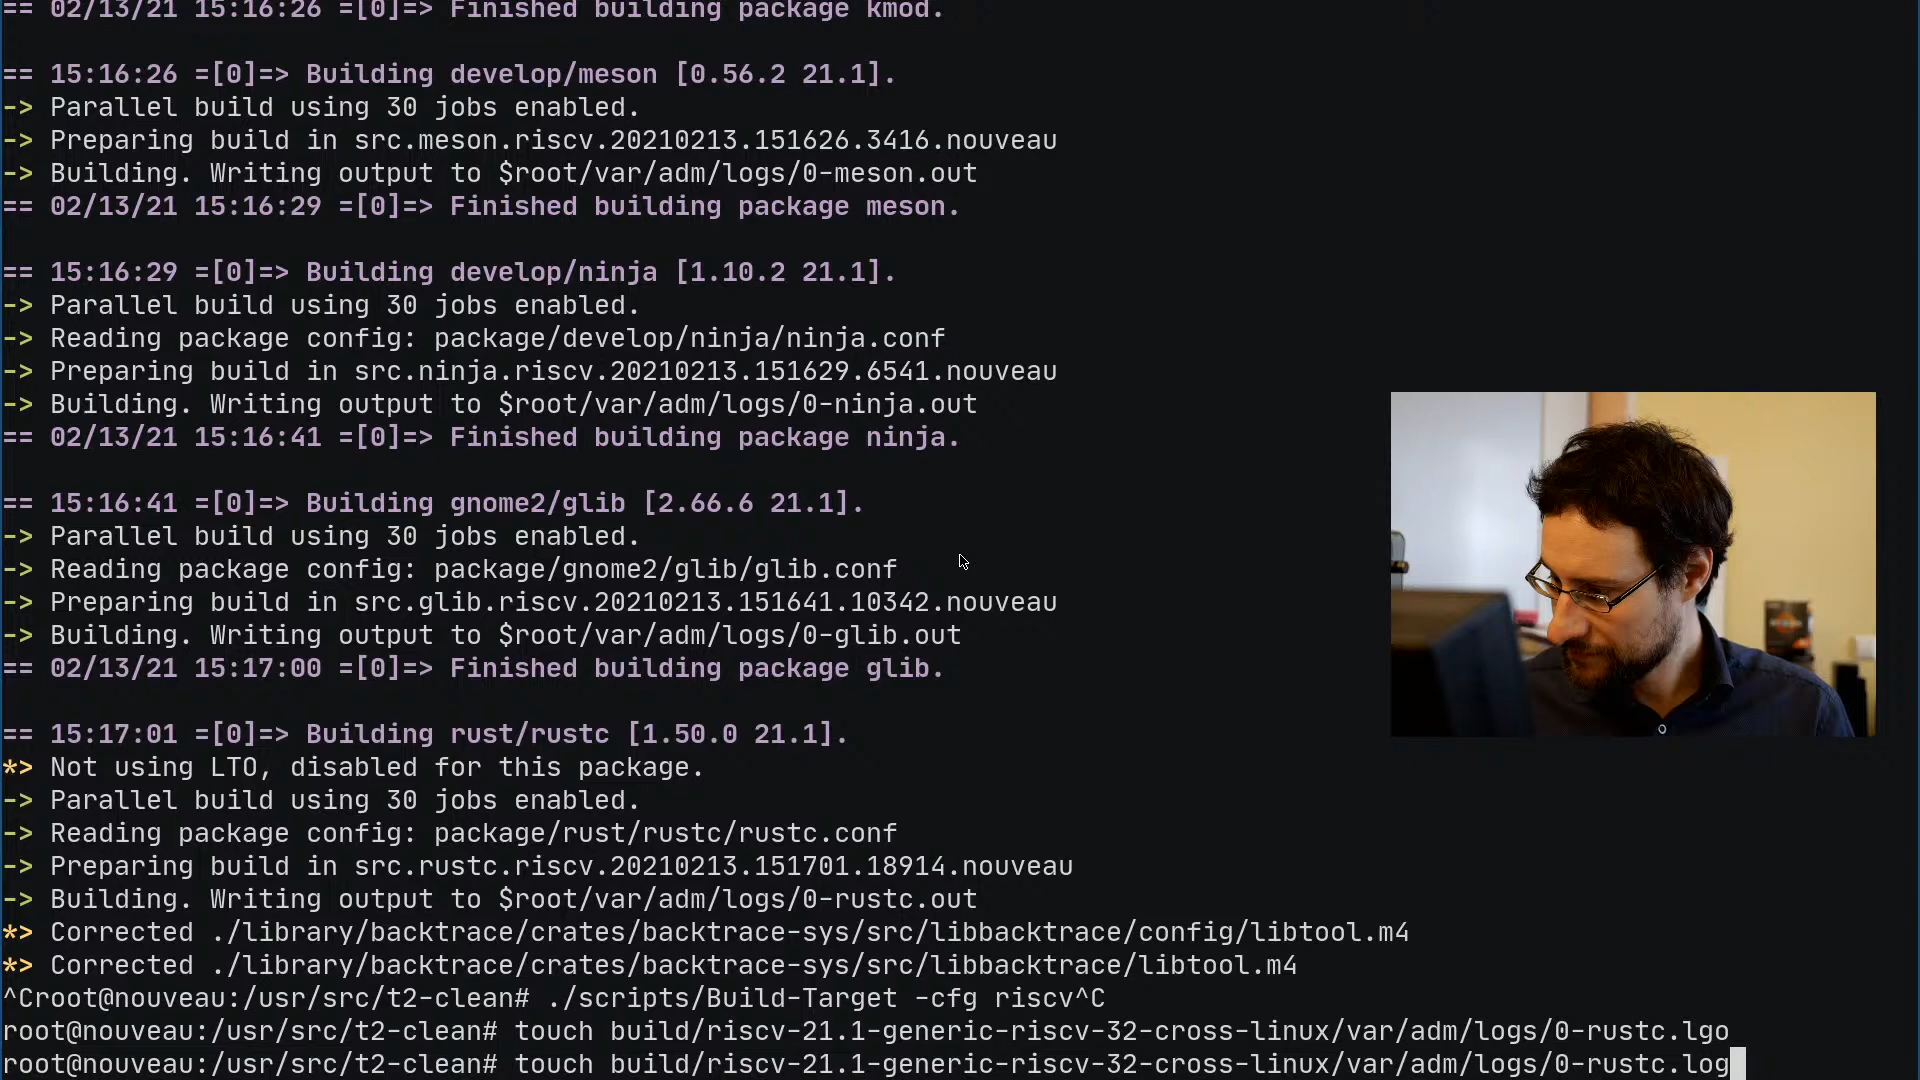 == 02/13/21 15:16:26 =[0]=> Finished building package kmod.
== 15:16:26 =[0]=> Building develop/meson [0.56.2 21.1].
-> Parallel build using 30 jobs enabled.
-> Preparing build in src.meson.riscv.20210213.151626.3416.nouveau
-> Building. Writing output to $root/var/adm/logs/0-meson.out
== 02/13/21 15:16:29 =[0]=> Finished building package meson.
== 15:16:29 =[0]=> Building develop/ninja [1.10.2 21.1].
-> Parallel build using 30 jobs enabled.
-> Reading package config: package/develop/ninja/ninja.conf
-> Preparing build in src.ninja.riscv.20210213.151629.6541.nouveau
-> Building. Writing output to $root/var/adm/logs/0-ninja.out
== 02/13/21 15:16:41 =[0]=> Finished building package ninja.
== 15:16:41 =[0]=> Building gnome2/glib [2.66.6 21.1].
-> Parallel build using 30 jobs enabled.
-> Reading package config: package/gnome2/glib/glib.conf
-> Preparing build in src.glib.riscv.20210213.151641.10342.nouveau
-> Building. Writing output to $root/var/adm/logs/0-glib.out
== 02/13/21 15:17:00 =[0]=> Finished building package glib.
== 15:17:01 =[0]=> Building rust/rustc [1.50.0 21.1].
*> Not using LTO, disabled for this package.
-> Parallel build using 30 jobs enabled.
-> Reading package config: package/rust/rustc/rustc.conf
-> Preparing build in src.rustc.riscv.20210213.151701.18914.nouveau
-> Building. Writing output to $root/var/adm/logs/0-rustc.out
*> Corrected ./library/backtrace/crates/backtrace-sys/src/libbacktrace/config/libtool.m4
*> Corrected ./library/backtrace/crates/backtrace-sys/src/libbacktrace/libtool.m4
^Croot@nouveau:/usr/src/t2-clean# ./scripts/Build-Target -cfg riscv^C
root@nouveau:/usr/src/t2-clean# touch build/riscv-21.1-generic-riscv-32-cross-linux/var/adm/logs/0-rustc.lgo
root@nouveau:/usr/src/t2-clean# touch build/riscv-21.1-generic-riscv-32-cross-linux/var/adm/logs/0-rustc.log